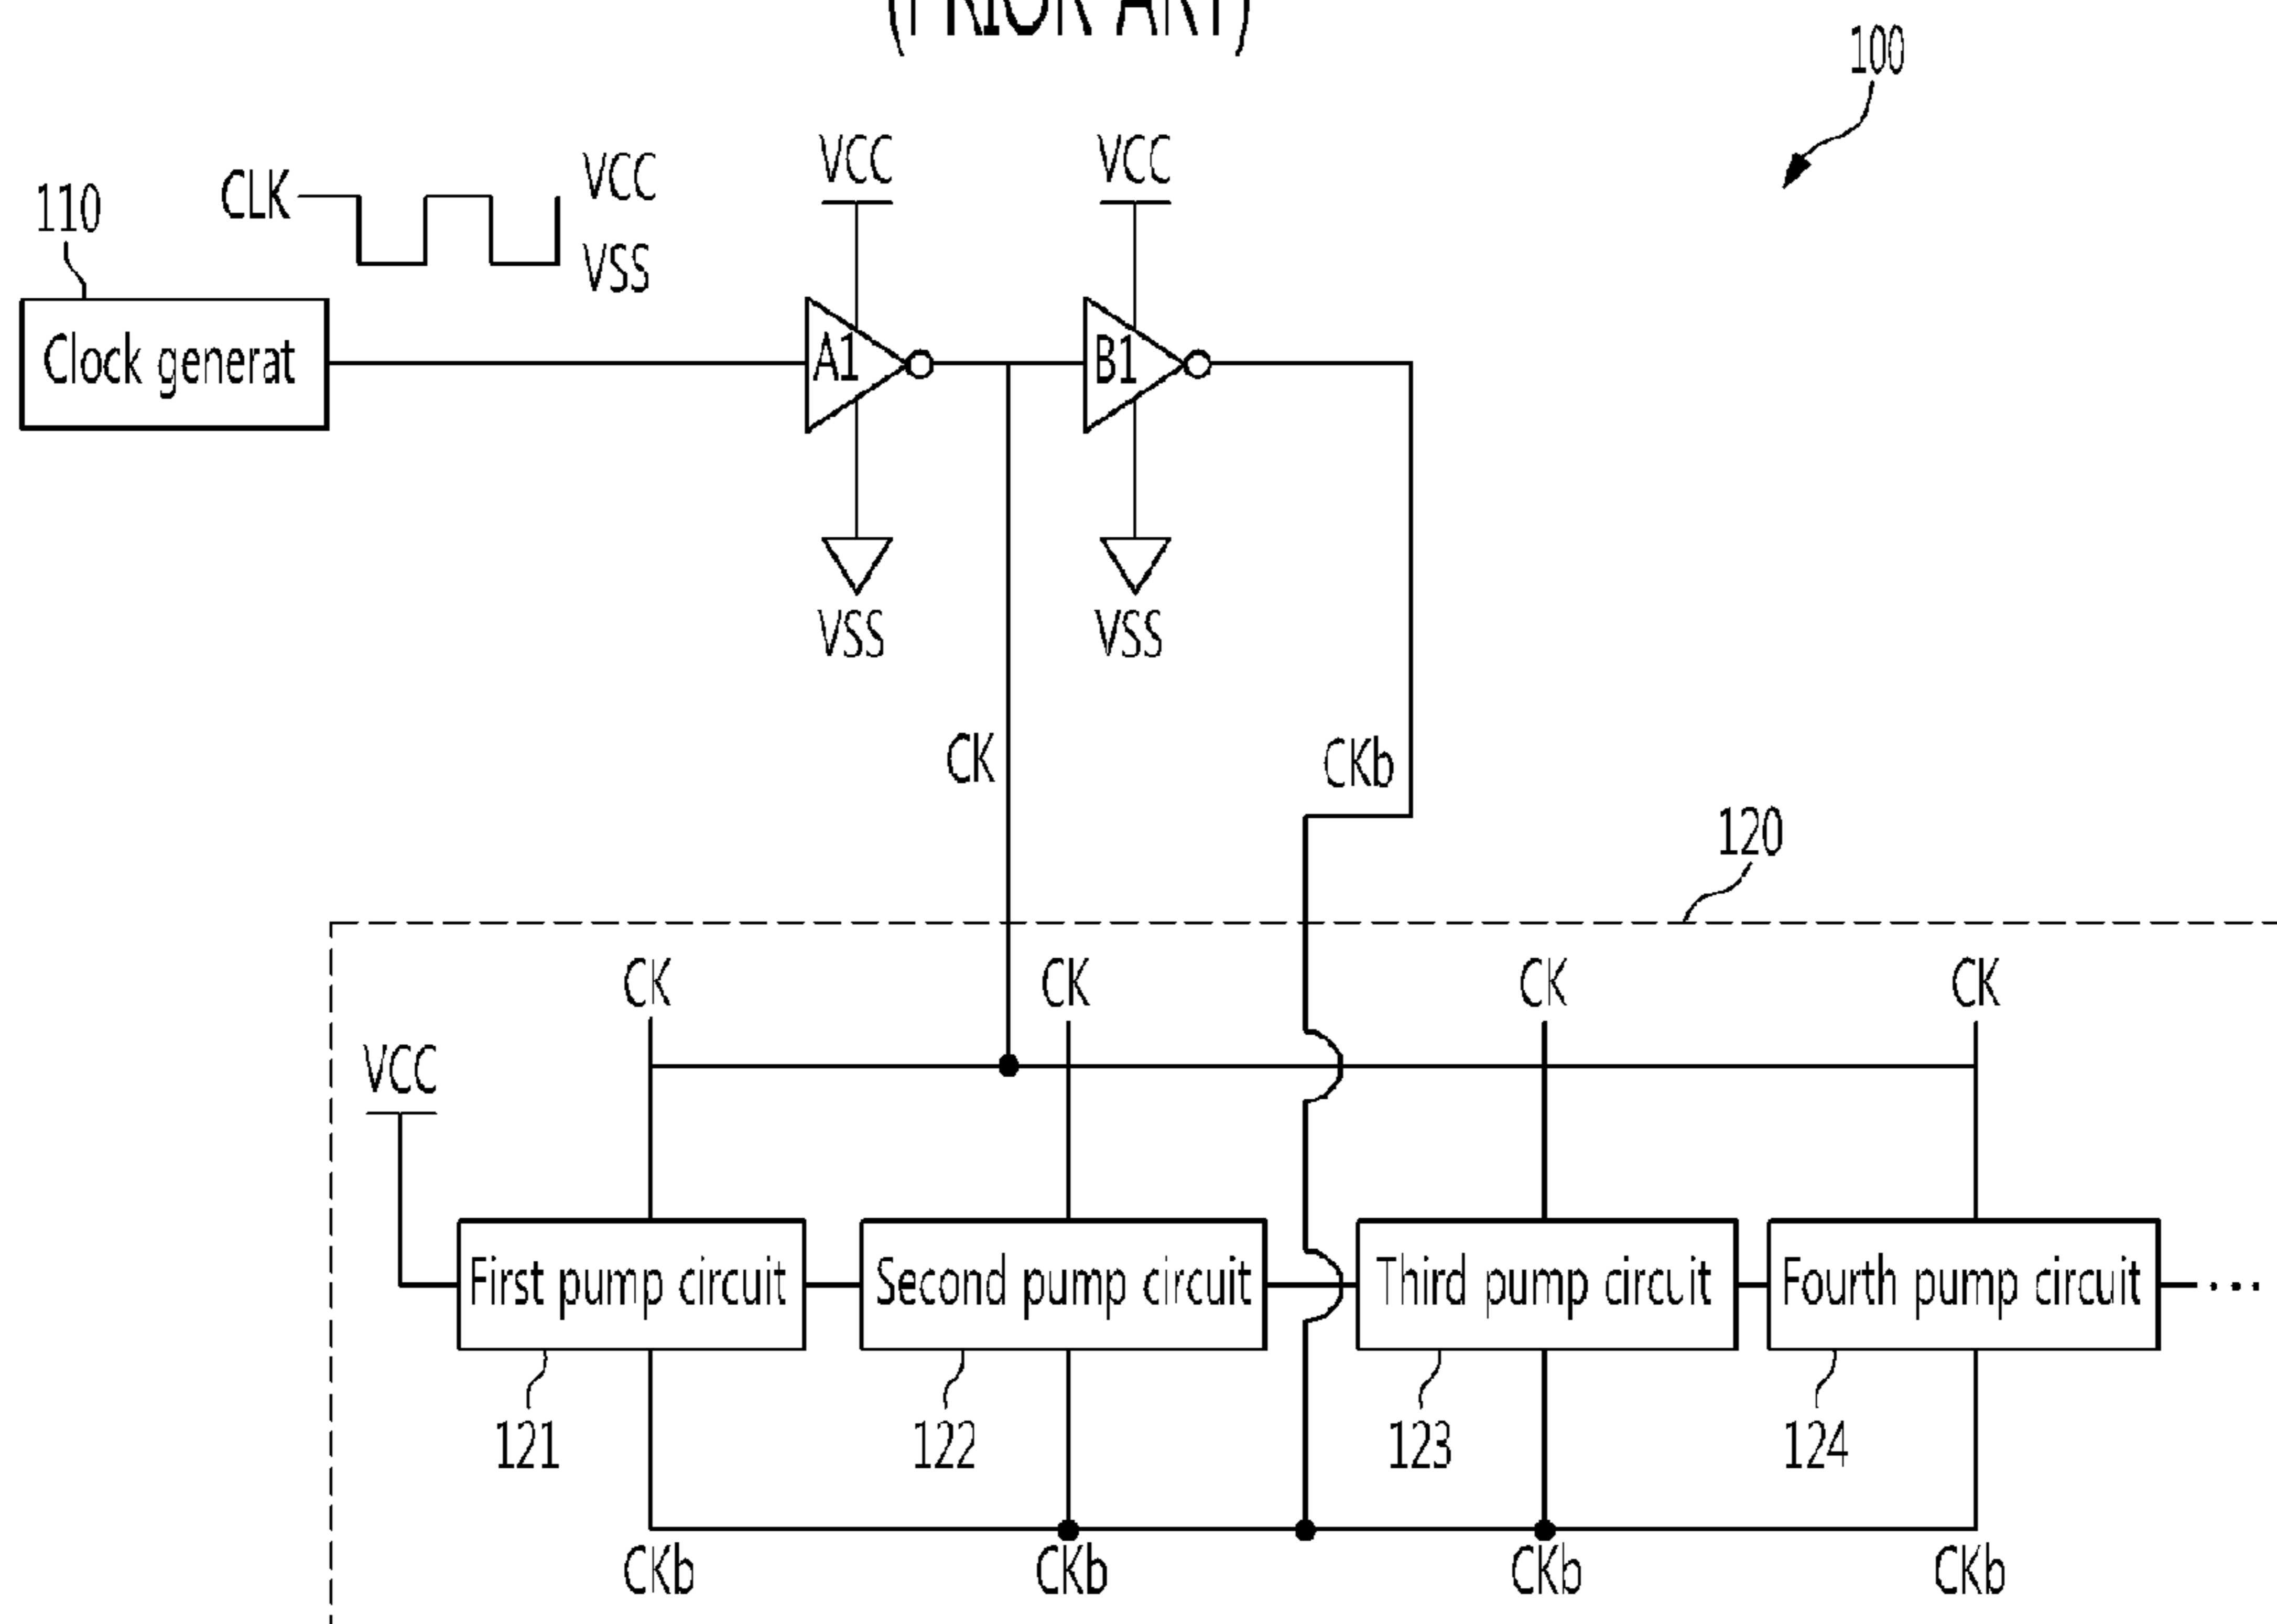 (PRIOR ART)
100
VCC VCC
CLK VCC
110
VSS
Clock generat A1 B1
VSS VSS
CK CKb
120
CK CK CK CK
VCC
First pump circuit Second pump circuit Third pump circuit Fourth pump circuit ...
121 122 123 124
CKb CKb CKb CKb